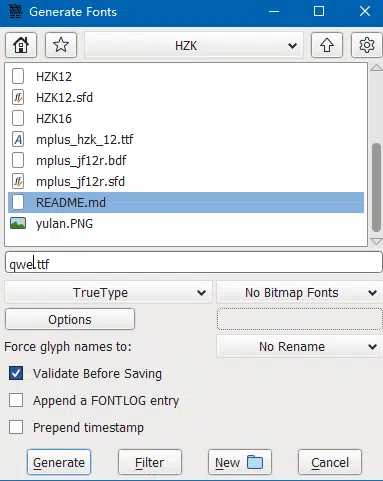 Generate Fonts
HZK
HZK12
HZK12.sfd
HZK16
mplus_hzk_12.ttf
mplus_jf12r.bdf
mplus_jf12r.sfd
README.md
yulan.PNG
qwe.ttf
TrueType No Bitmap Fonts
Options
Force glyph names to: No Rename
Validate Before Saving
Append a FONTLOG entry
Prepend timestamp
Generate Filter New Cancel